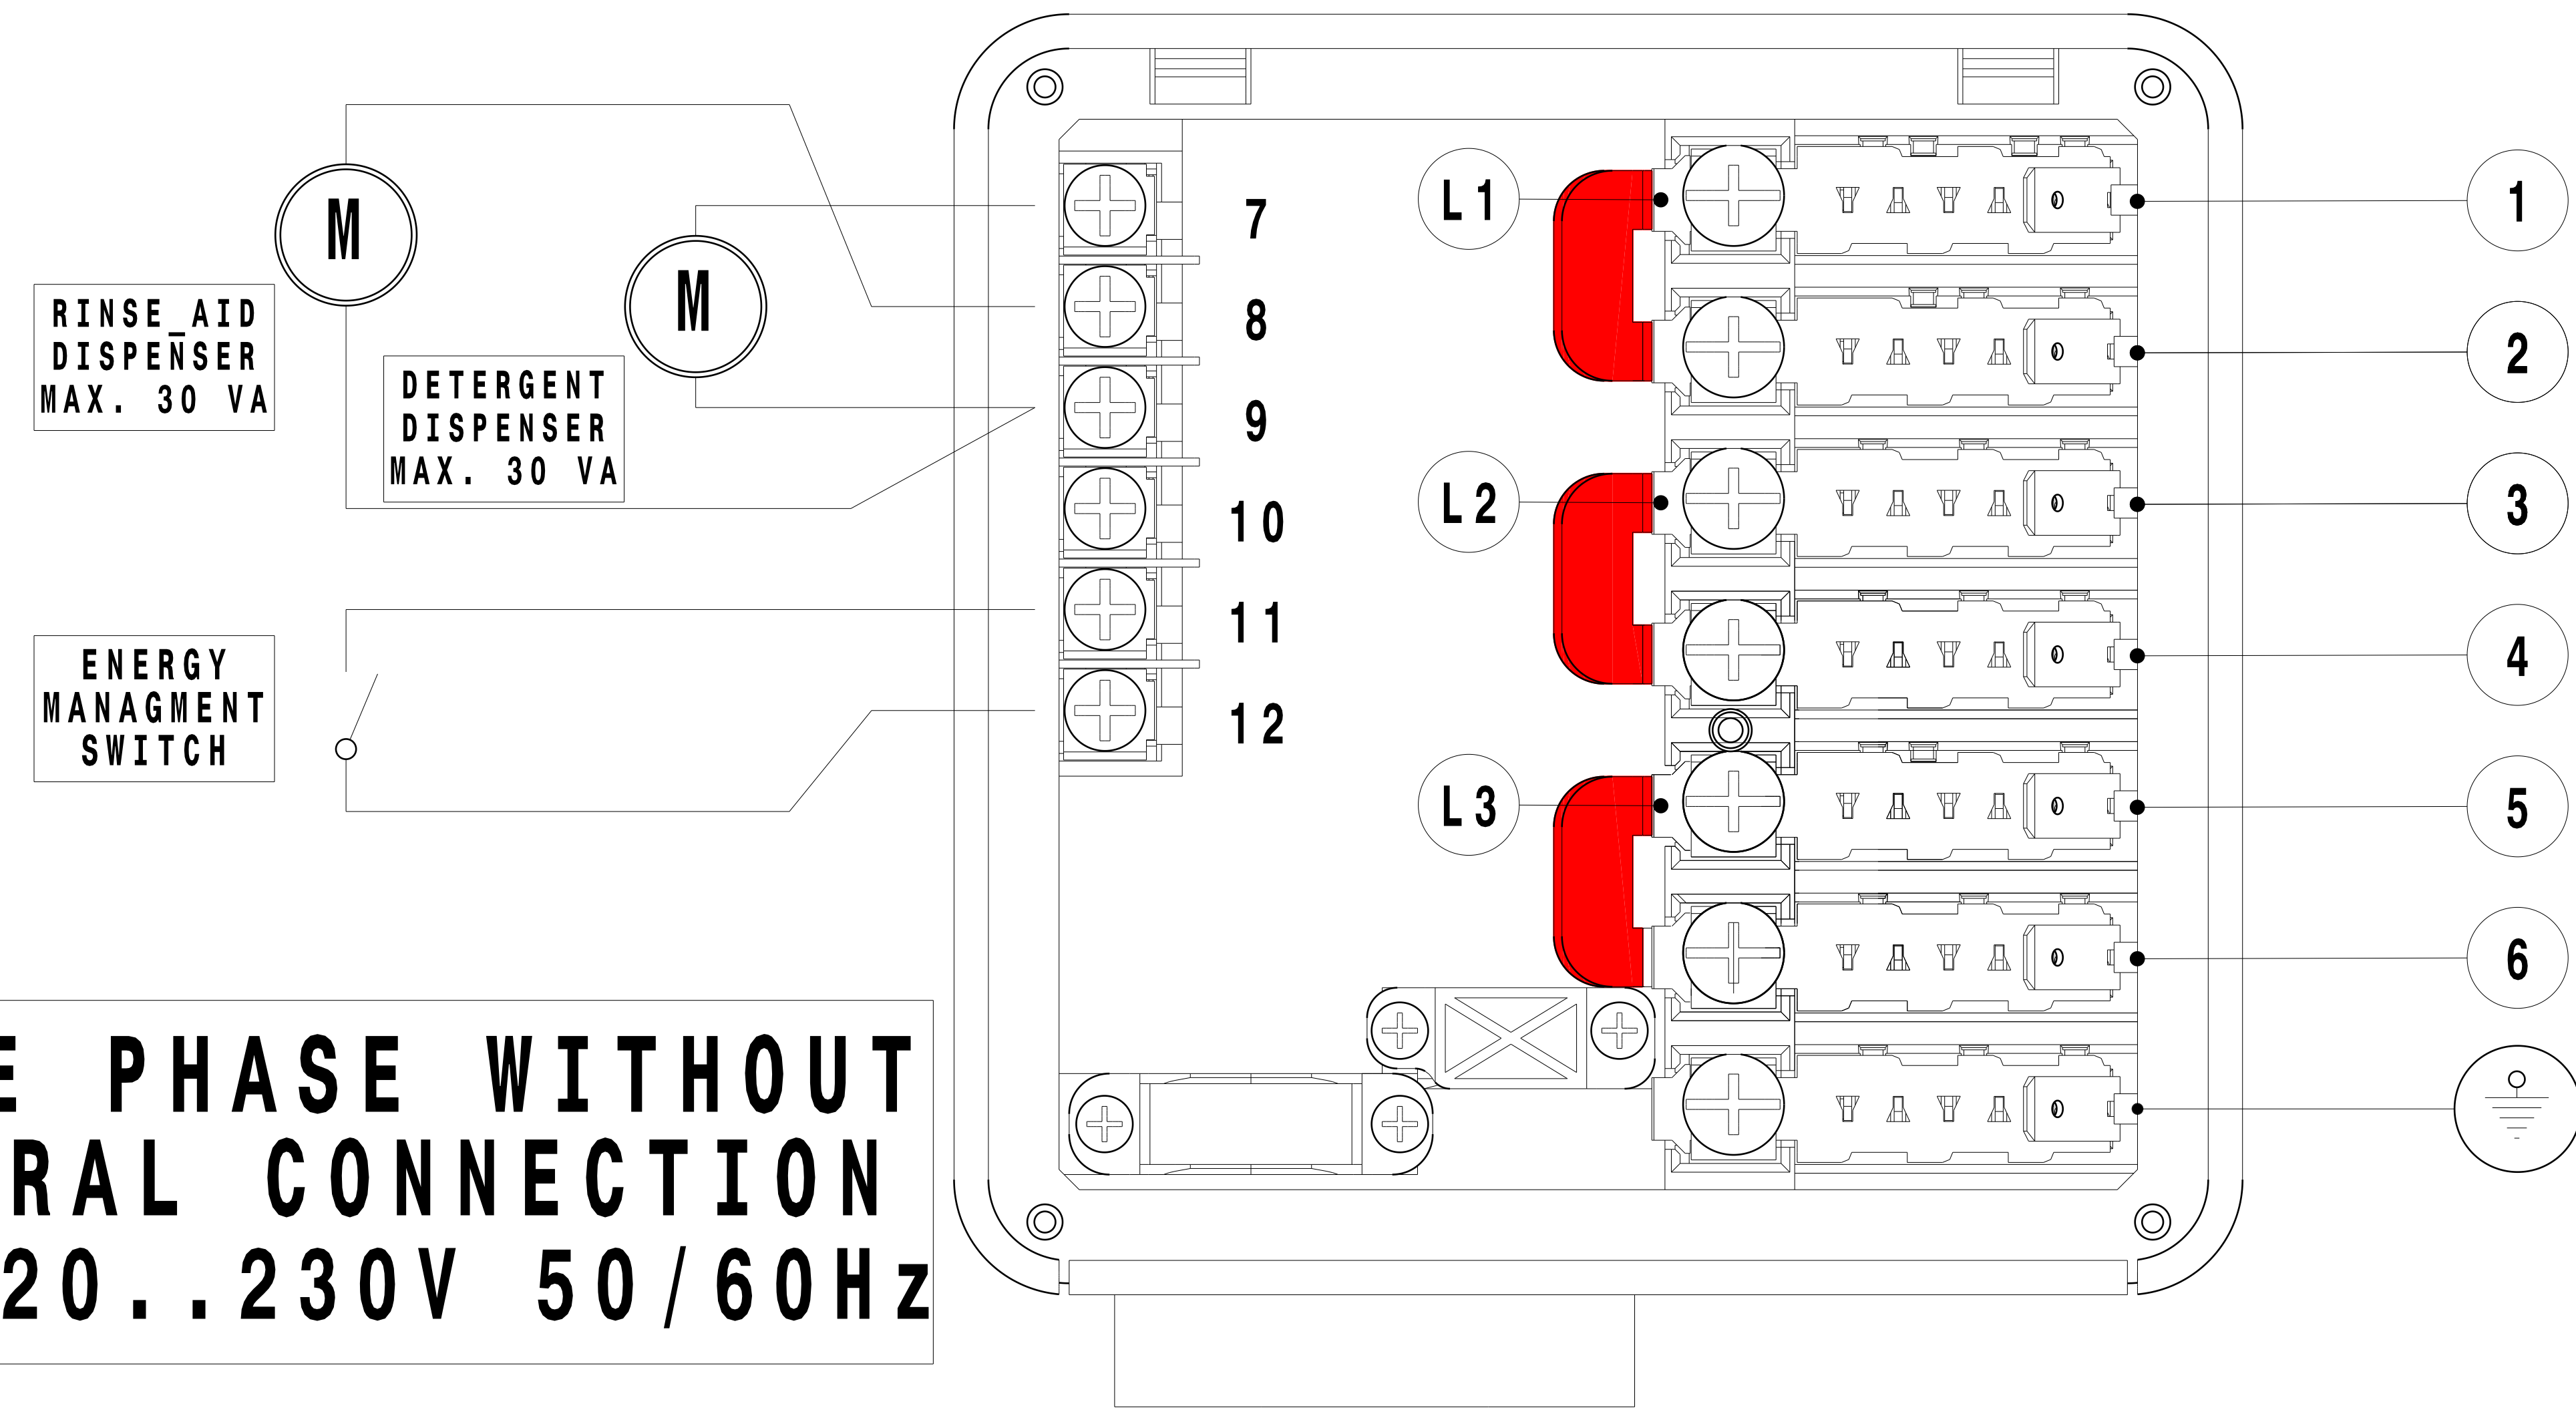 M
M
RINSE_AID
DISPENSER
MAX. 30 VA
DETERGENT
DISPENSER
MAX. 30 VA
ENERGY
MANAGMENT
SWITCH
7
8
9
10
11
12
L1
L2
L3
1
2
3
4
5
6
E PHASE WITHOUT
RAL CONNECTION
20..230V 50/60Hz